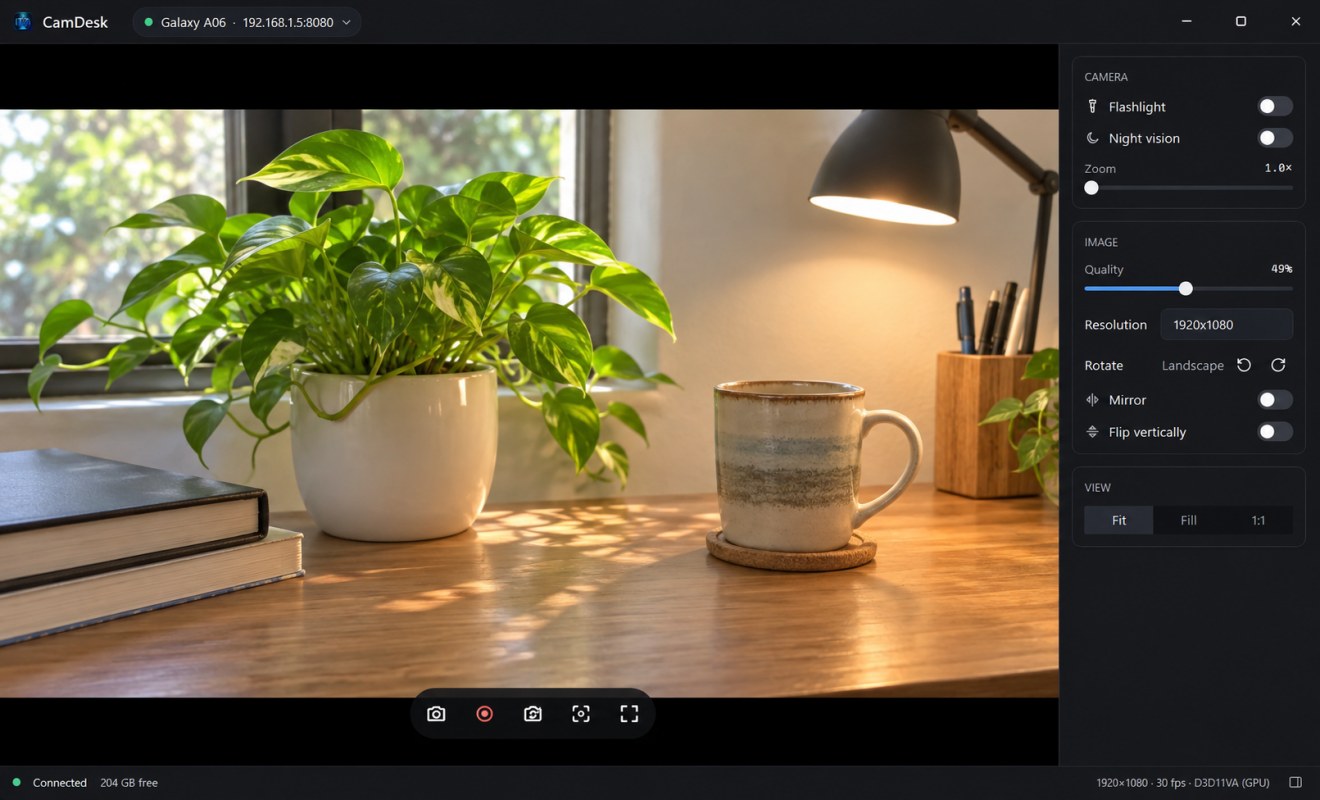 CamDesk
Galaxy A06 · 192.168.1.5:8080
CAMERA
Flashlight
Night vision
Zoom 1.0×
IMAGE
Quality 49%
Resolution 1920x1080
Rotate Landscape
Mirror
Flip vertically
VIEW
Fit Fill 1:1
Connected 204 GB free
1920×1080 · 30 fps · D3D11VA (GPU)